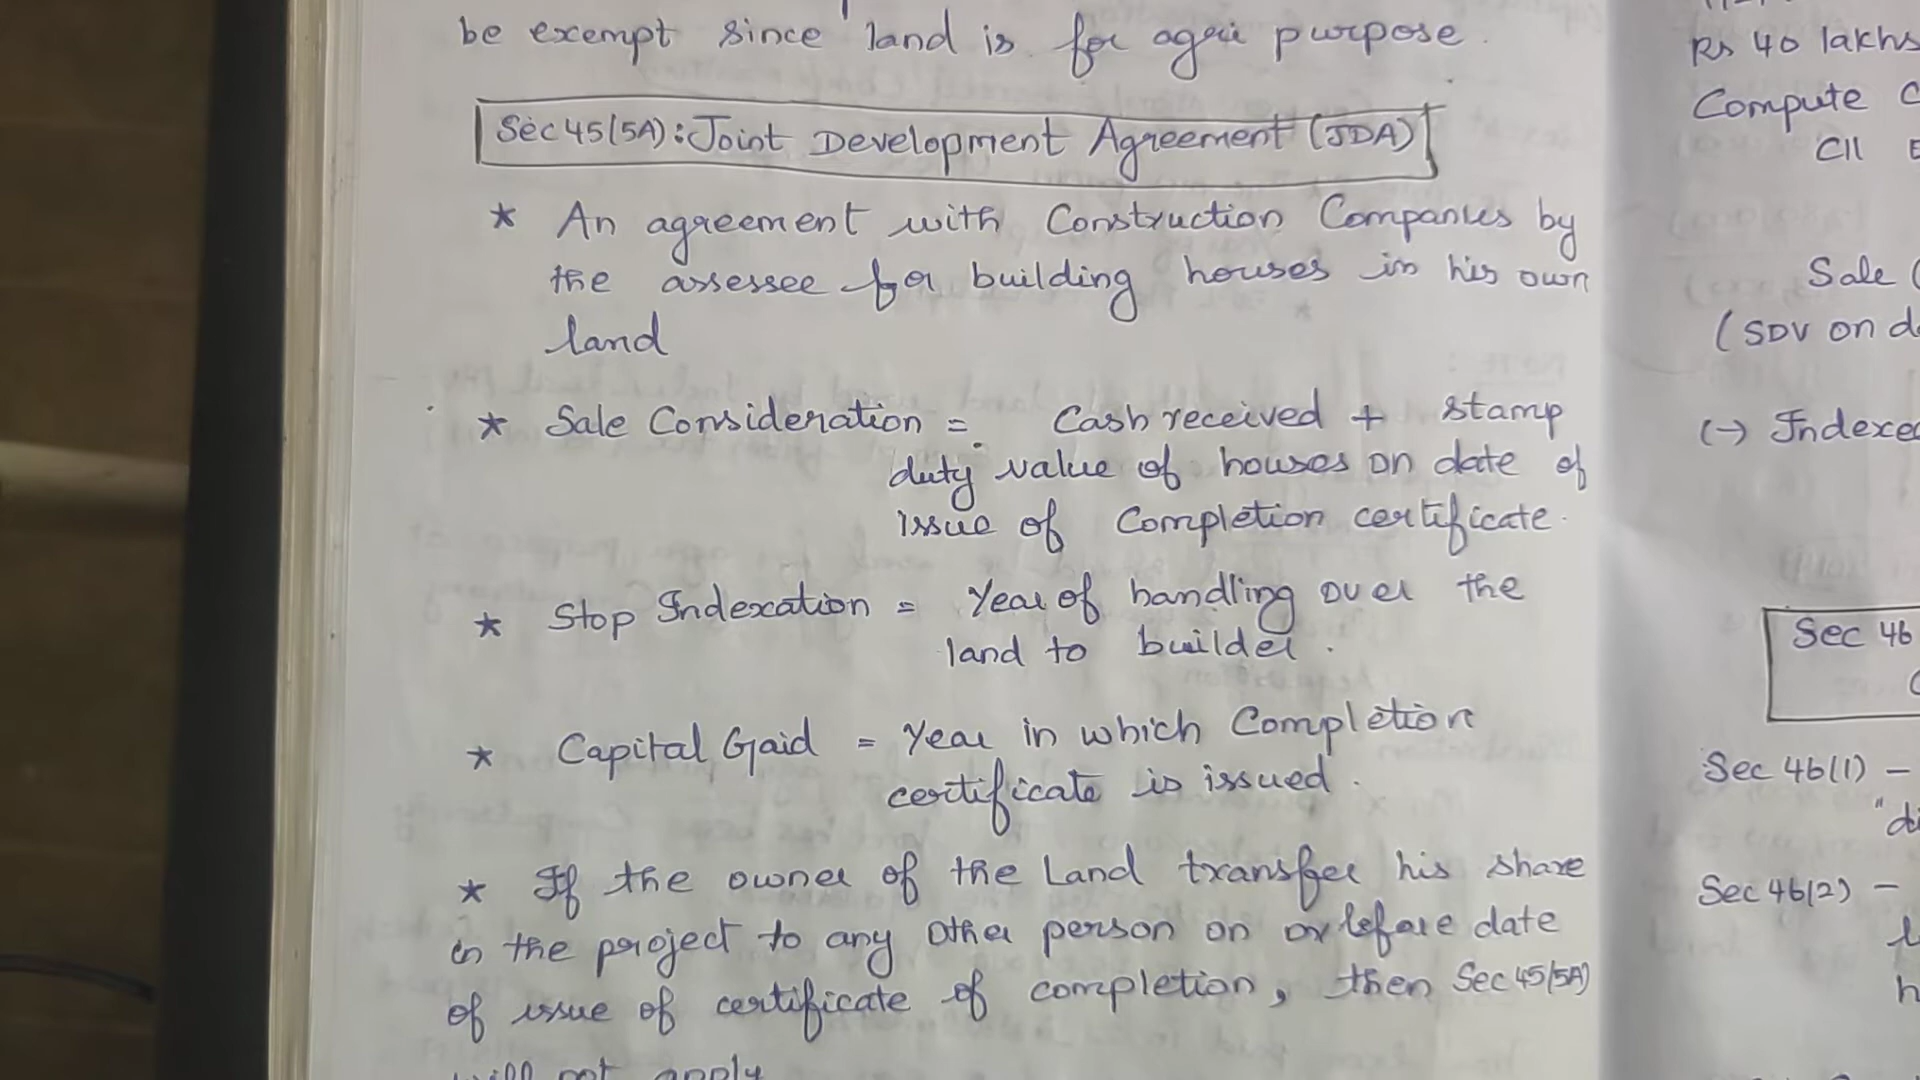 be exempt since land is for agri purpose.
Sec 45(5A): Joint Development Agreement (JDA)
* An agreement with Construction Companies by
the assessee for building houses in his own
land
* Sale Consideration = Cash received + stamp
duty value of houses on date of
issue of Completion certificate.
* Stop Indexation = Year of handling over the
land to builder.
* Capital Gaid = Year in which Completion
certificate is issued.
* If the owner of the Land transfer his share
in the project to any other person on or before date
of issue of certificate of completion, then Sec 45(5A)
will not apply
Rs 40 lakhs
Compute
CII
Sale
(SDV on
(-) Indexed
Sec 46
Sec 46(1) -
Sec 46(2) -